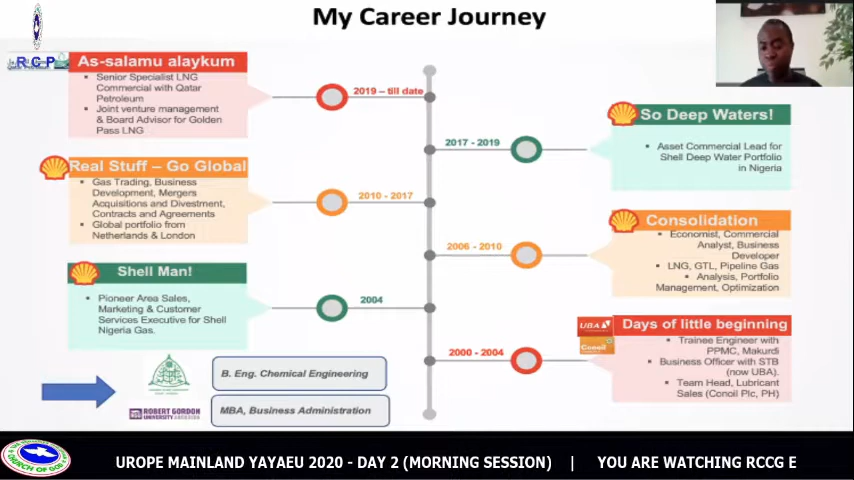 My Career Journey
RCP
As-salamu alaykum
Senior Specialist LNG
Commercial with Qatar
Petroleum
Joint venture management
& Board Advisor for Golden
Pass LNG
2019 – till date
So Deep Waters!
2017 - 2019
Asset Commercial Lead for
Shell Deep Water Portfolio
in Nigeria
Real Stuff – Go Global
Gas Trading, Business
Development, Mergers
Acquisitions and Divestment,
Contracts and Agreements
Global portfolio from
Netherlands & London
2010 - 2017
Consolidation
2006 - 2010
Economist, Commercial
Analyst, Business
Developer
LNG, GTL, Pipeline Gas
Analysis, Portfolio
Management, Optimization
Shell Man!
Pioneer Area Sales,
Marketing & Customer
Services Executive for Shell
Nigeria Gas.
2004
UBA
Conoil
Days of little beginning
2000 - 2004
Trainee Engineer with
PPMC, Makurdi
Business Officer with STB
(now UBA).
Team Head, Lubricant
Sales (Conoil Plc, PH)
B. Eng. Chemical Engineering
ROBERT GORDON
UNIVERSITY ABERDEEN
MBA, Business Administration
CHURCH OF GOD
UROPE MAINLAND YAYAEU 2020 - DAY 2 (MORNING SESSION) | YOU ARE WATCHING RCCG E